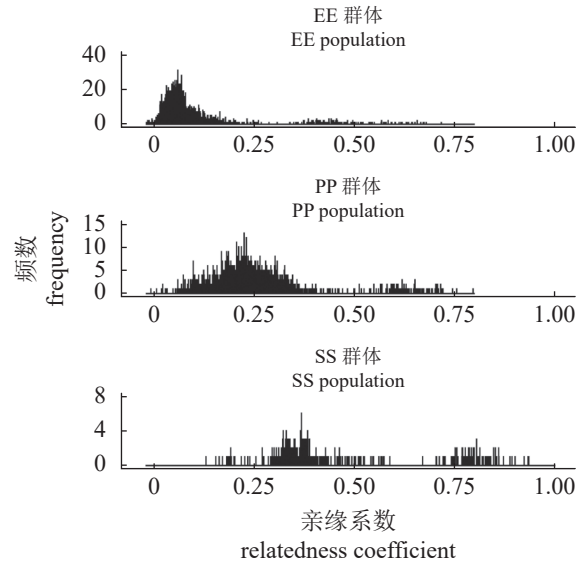 EE 群体
EE population
40
20
0
0 0.25 0.50 0.75 1.00
PP 群体
PP population
15
10
5
0
0 0.25 0.50 0.75 1.00
频数
frequency
SS 群体
SS population
8
4
0
0 0.25 0.50 0.75 1.00
亲缘系数
relatedness coefficient